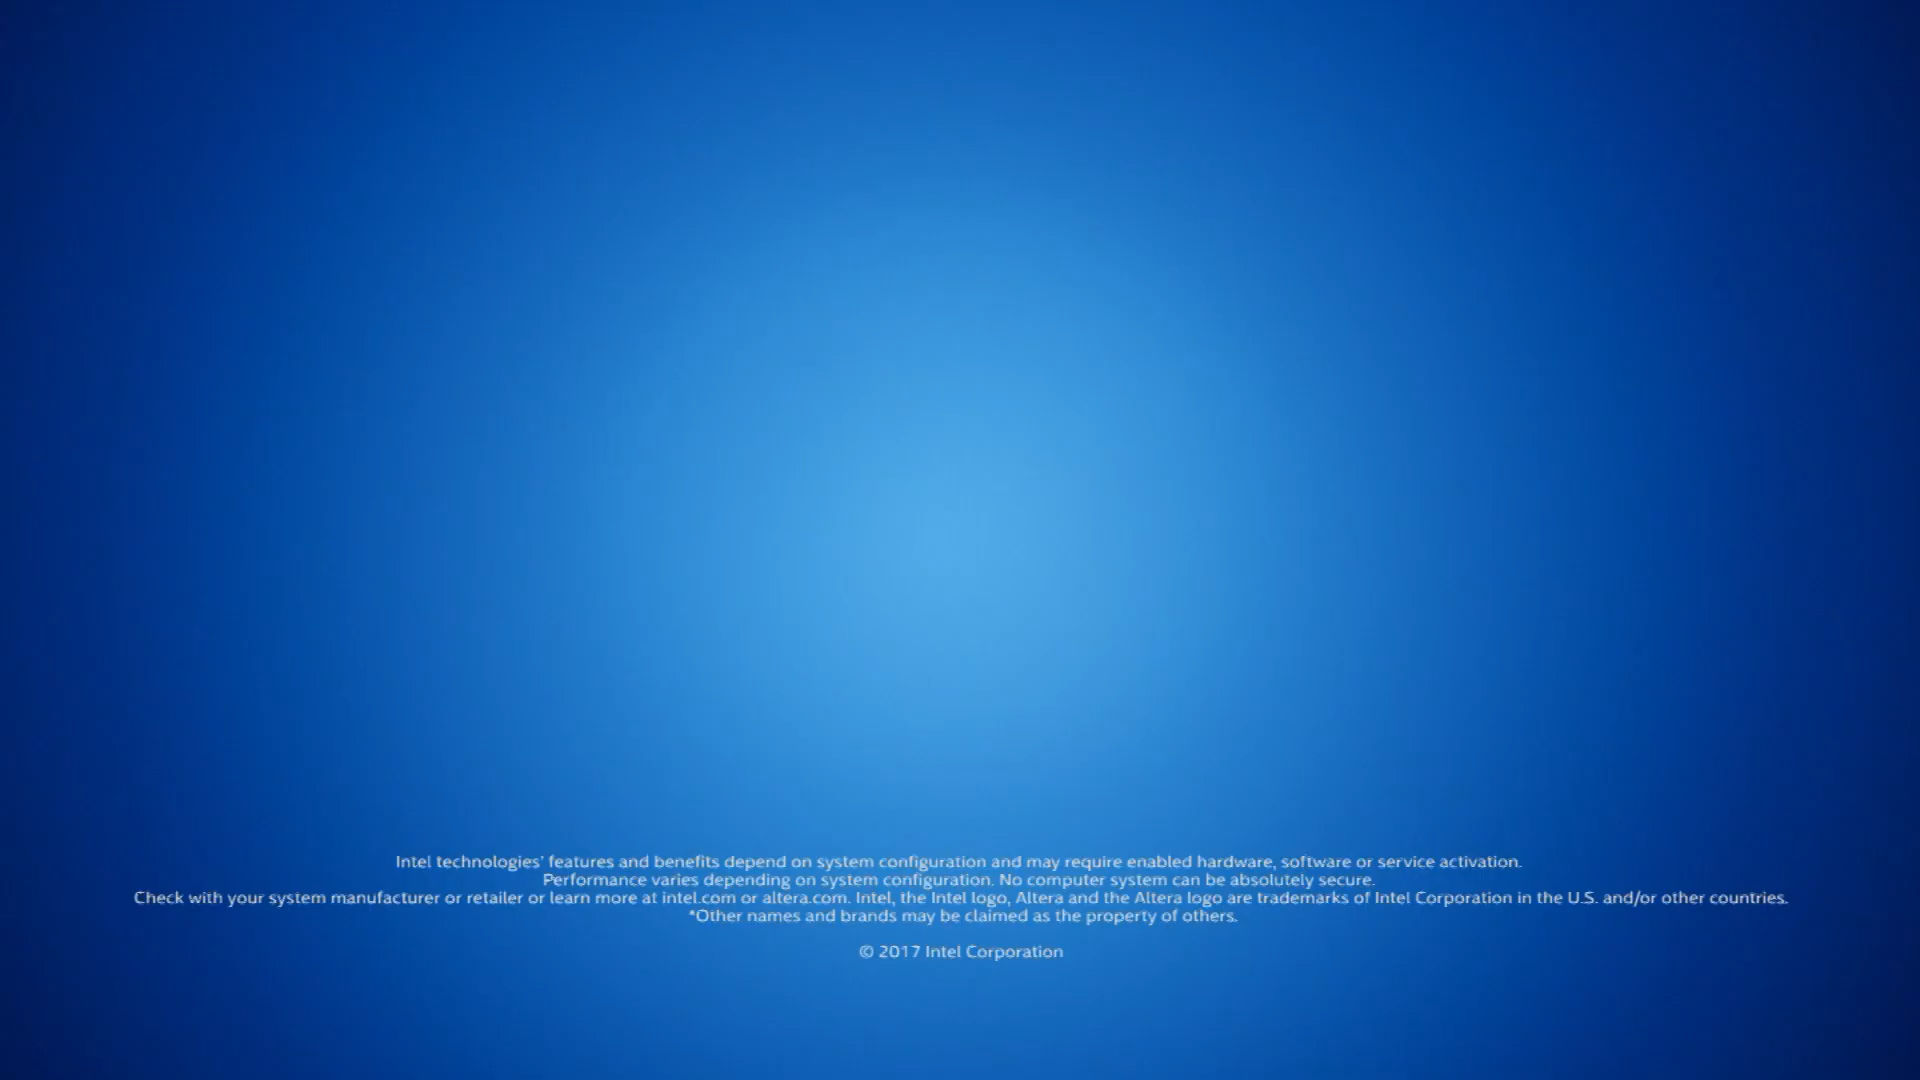 Intel technologies' features and benefits depend on system configuration and may require enabled hardware, software or service activation.
Performance varies depending on system configuration. No computer system can be absolutely secure.
Check with your system manufacturer or retailer or learn more at intel.com or altera.com. Intel, the Intel logo, Altera and the Altera logo are trademarks of Intel Corporation in the U.S. and/or other countries.
*Other names and brands may be claimed as the property of others.
© 2017 Intel Corporation